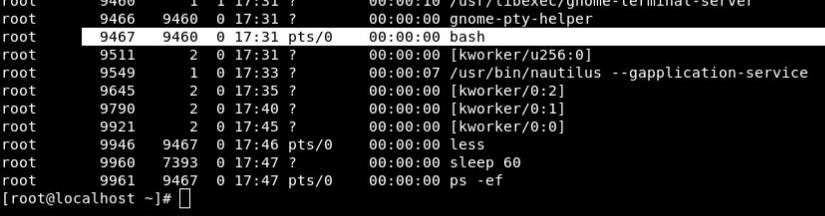 root 9460 1 1 17:31 ? 00:00:10 /usr/libexec/gnome-terminal-server
root 9466 9460 0 17:31 ? 00:00:00 gnome-pty-helper
root 9467 9460 0 17:31 pts/0 00:00:00 bash
root 9511 2 0 17:31 ? 00:00:00 [kworker/u256:0]
root 9549 1 0 17:33 ? 00:00:07 /usr/bin/nautilus --gapplication-service
root 9645 2 0 17:35 ? 00:00:00 [kworker/0:2]
root 9790 2 0 17:40 ? 00:00:00 [kworker/0:1]
root 9921 2 0 17:45 ? 00:00:00 [kworker/0:0]
root 9946 9467 0 17:46 pts/0 00:00:00 less
root 9960 7393 0 17:47 ? 00:00:00 sleep 60
root 9961 9467 0 17:47 pts/0 00:00:00 ps -ef
[root@localhost ~]#